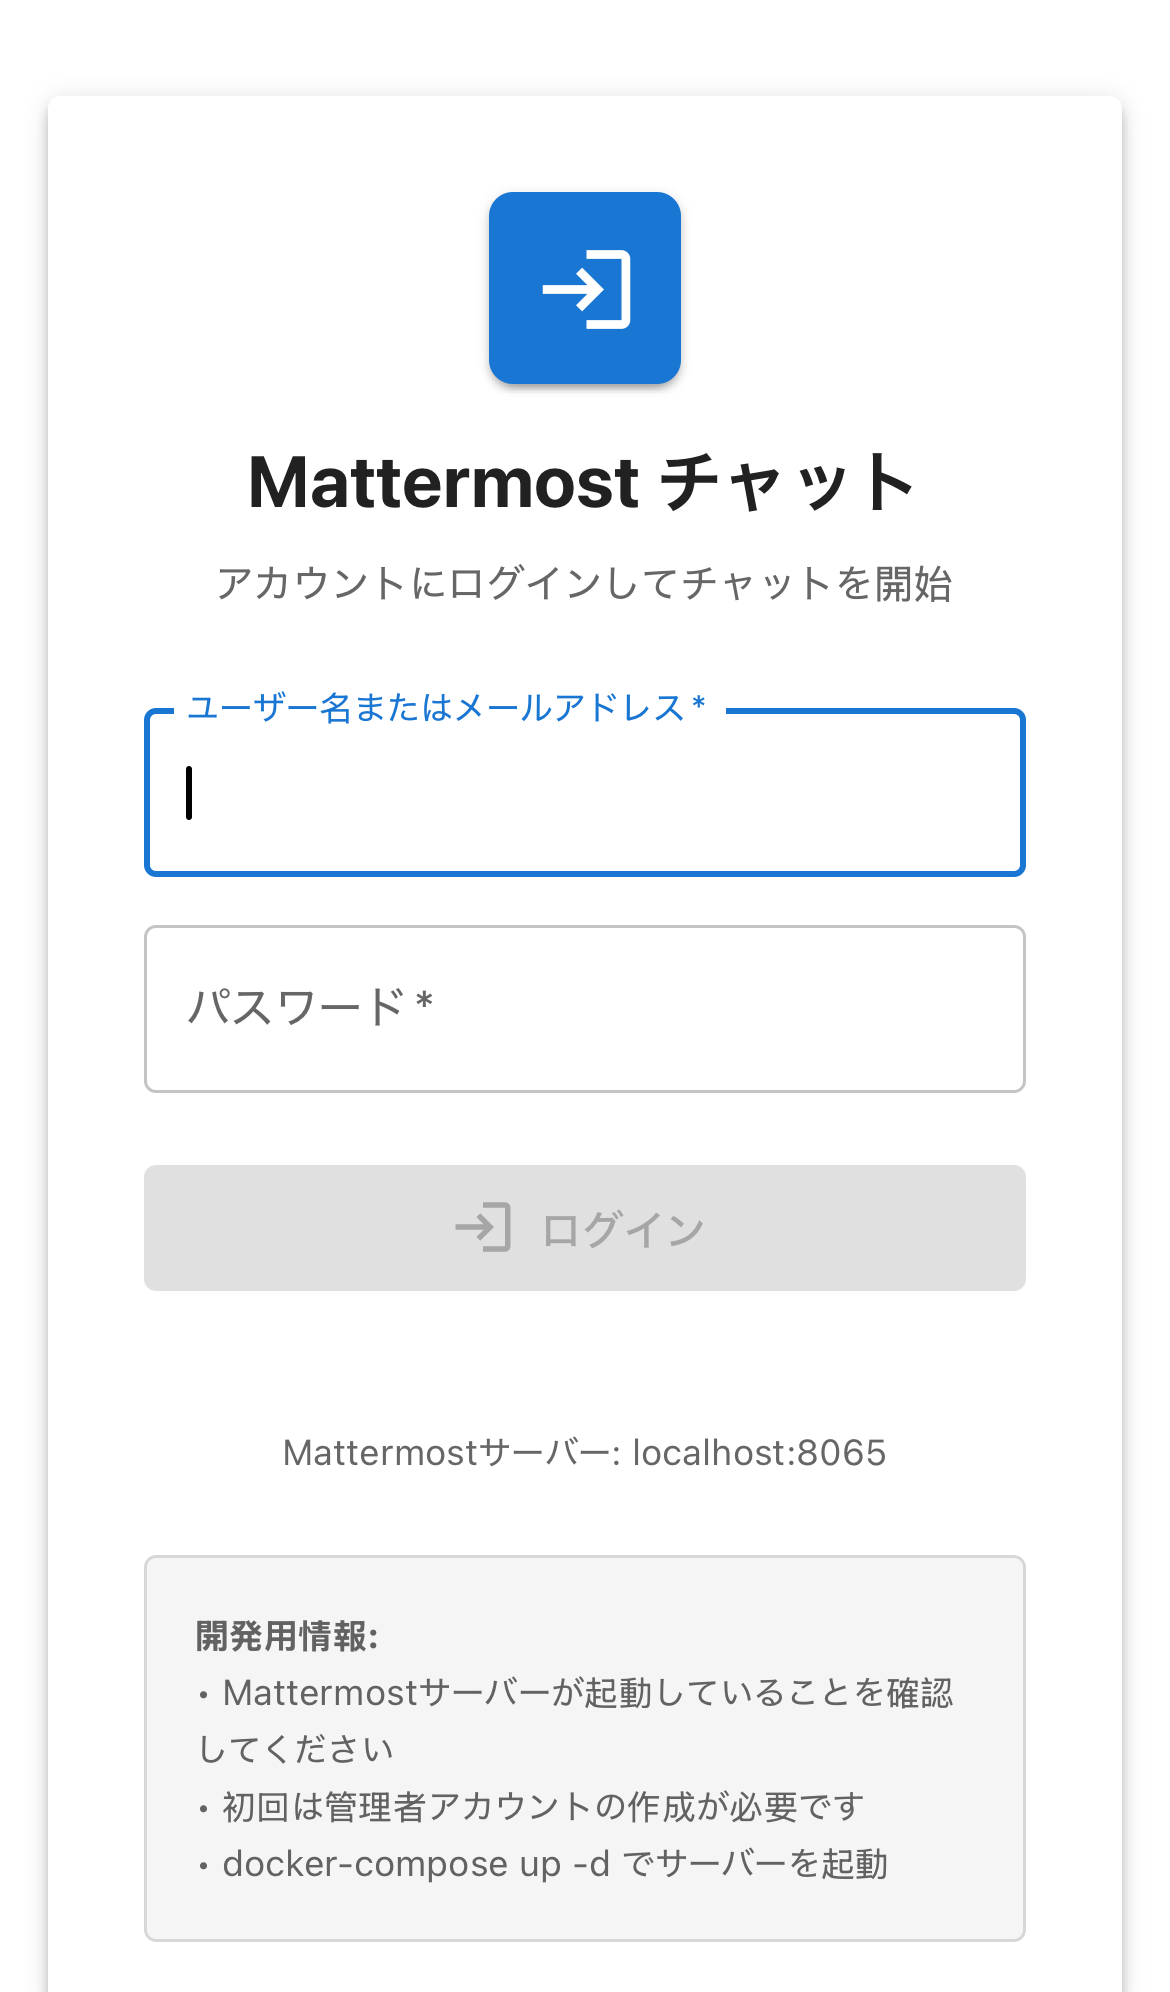 Mattermost チャット
アカウントにログインしてチャットを開始
ユーザー名またはメールアドレス *
パスワード *
ログイン
Mattermostサーバー: localhost:8065
開発用情報:
• Mattermostサーバーが起動していることを確認
してください
• 初回は管理者アカウントの作成が必要です
• docker-compose up -d でサーバーを起動